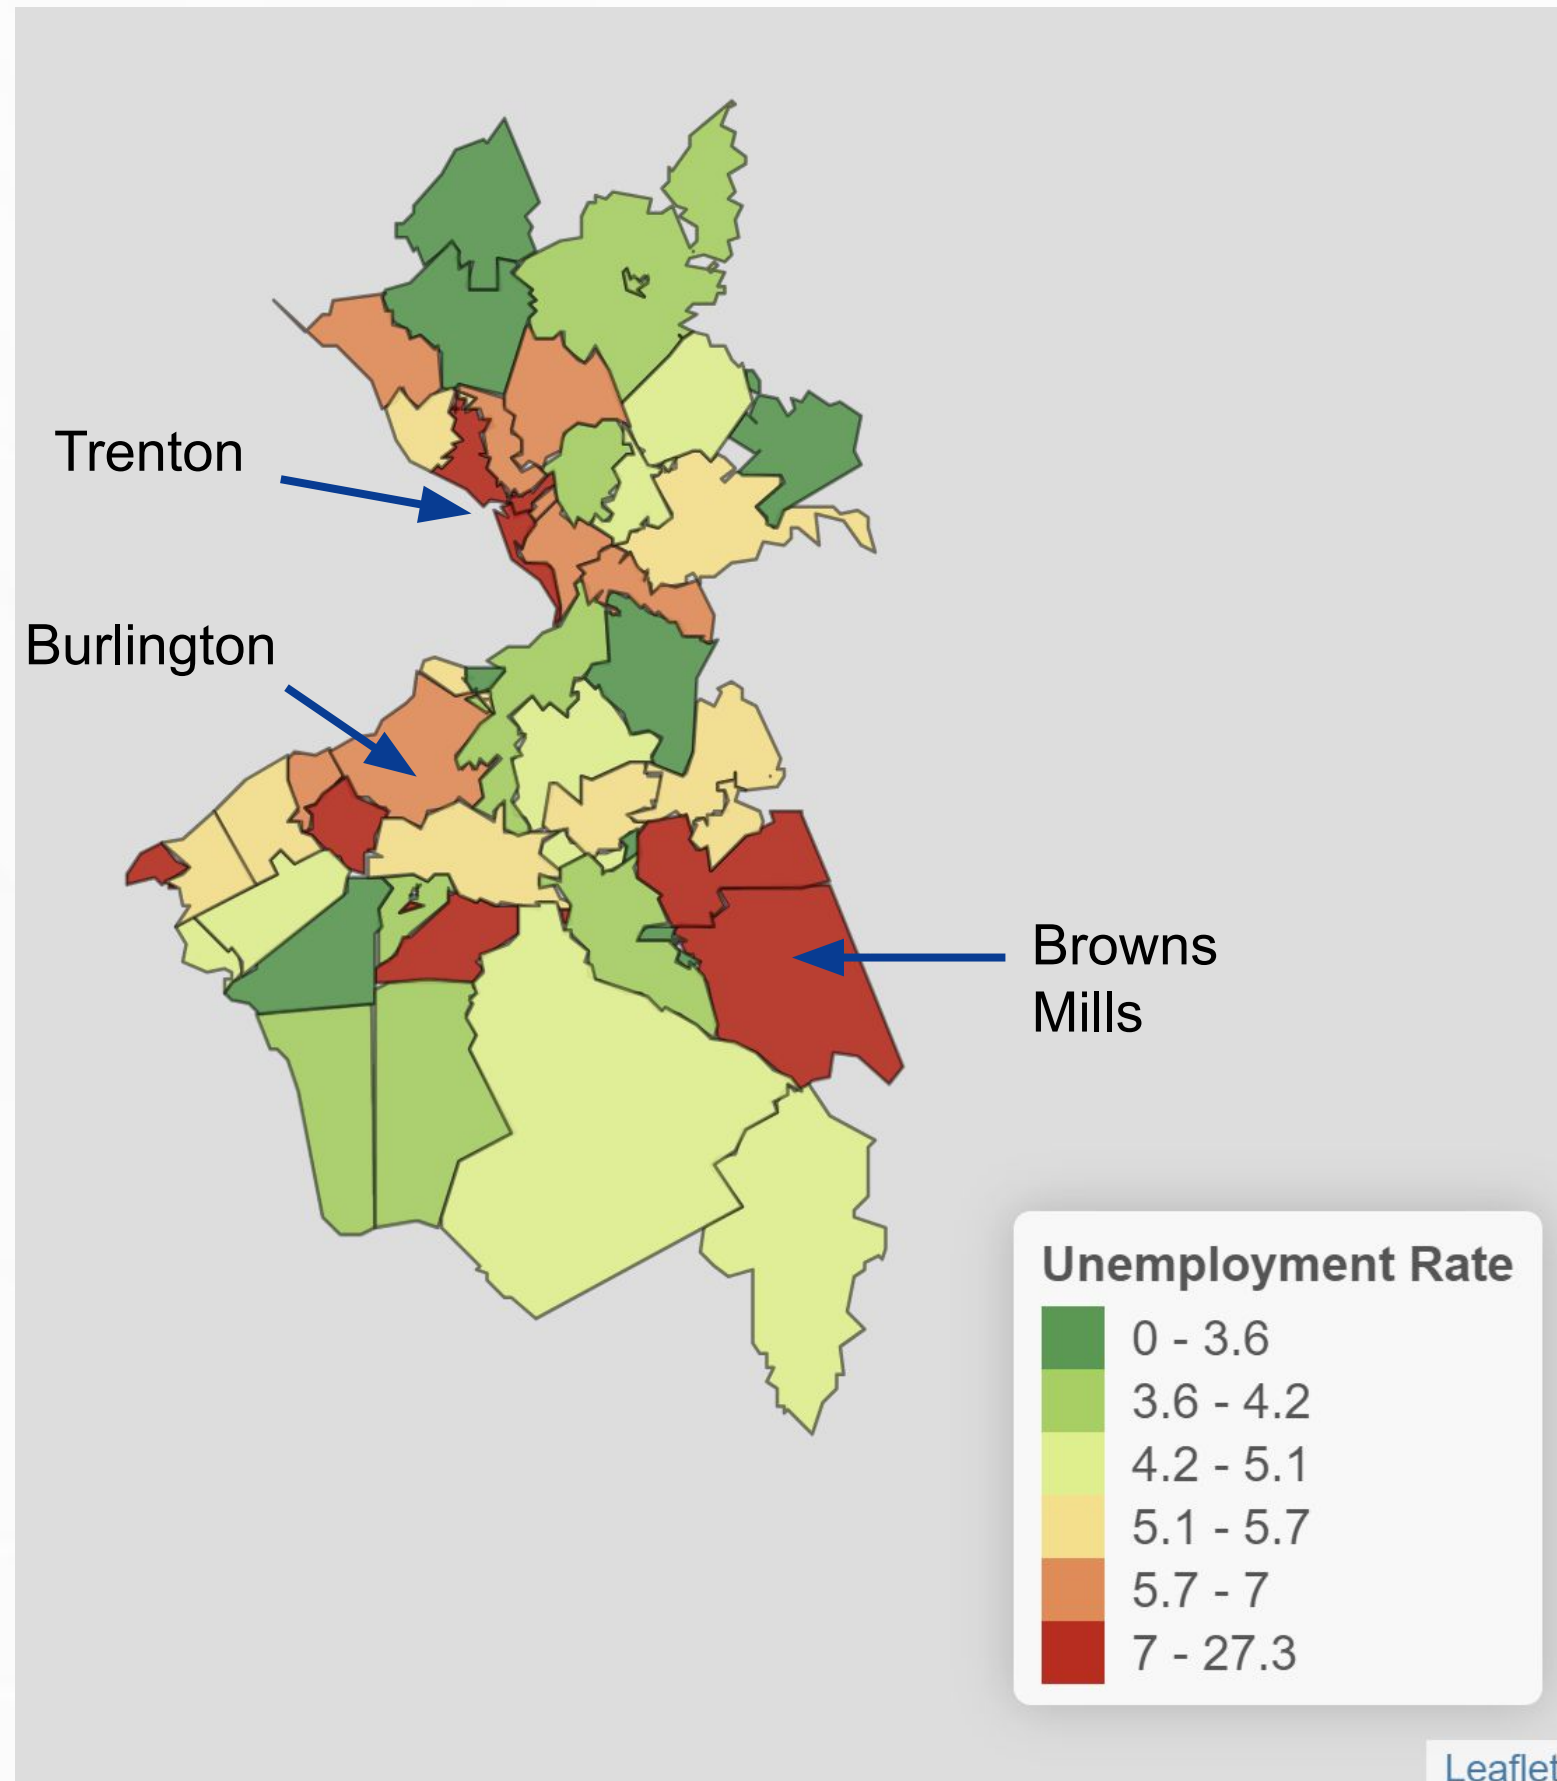 Trenton
Burlington
Browns
Mills
Unemployment Rate
0 - 3.6
3.6 - 4.2
4.2 - 5.1
5.1 - 5.7
5.7 - 7
7 - 27.3
Leaflet